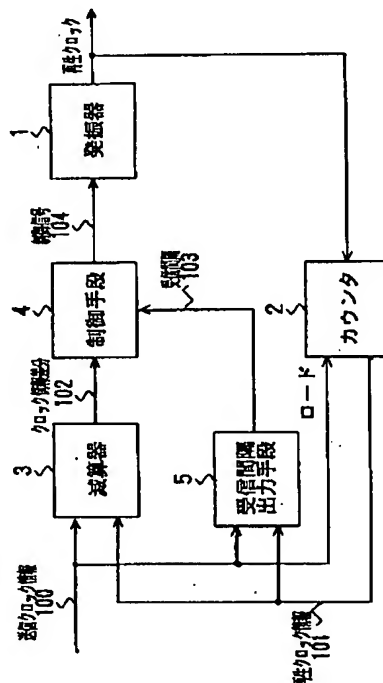 送信クロック情報
100
3
減算器
クロック情報差分
102
4
制御手段
制御信号
104
1
発振器
再生クロック
5
受信間隔
出力手段
受信間隔
103
ロード
2
カウンタ
再生クロック情報
101